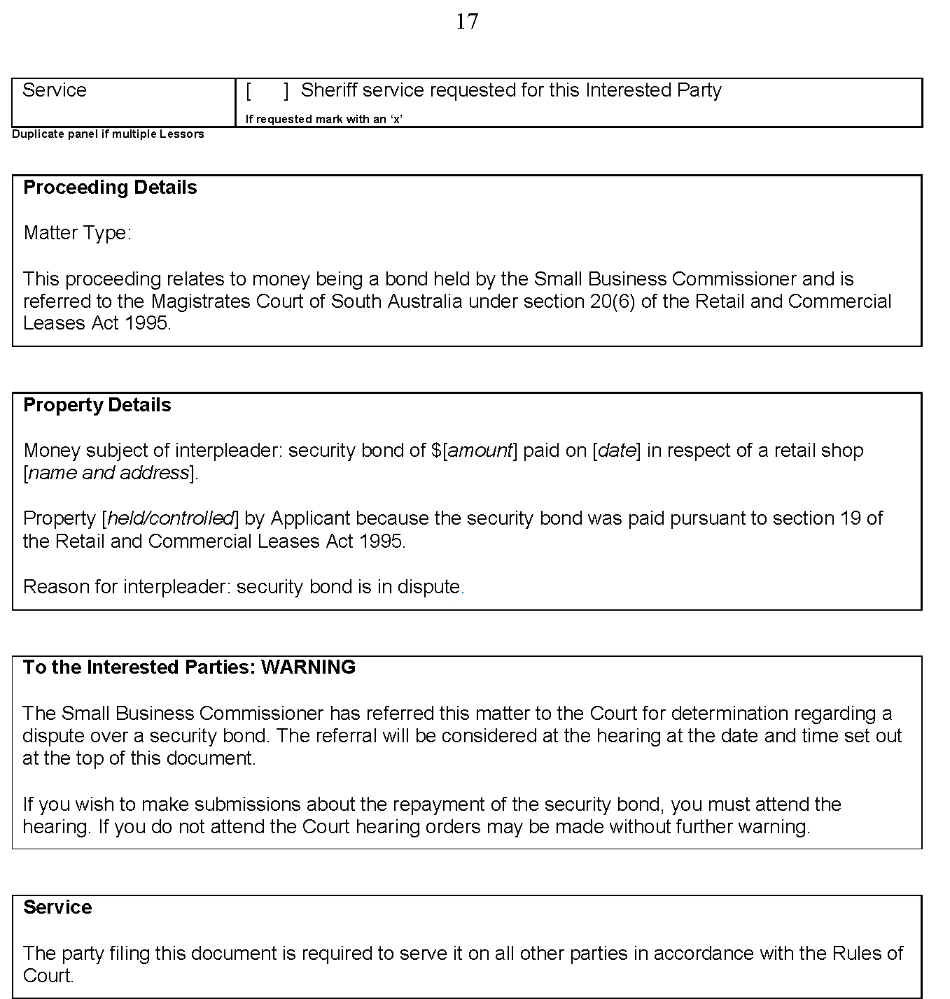 17
Service
[ ] Sheriff service requested for this Interested Party
If requested mark with an ‘x’
Duplicate panel if multiple Lessors
Proceeding Details
Matter Type:
This proceeding relates to money being a bond held by the Small Business Commissioner and is
referred to the Magistrates Court of South Australia under section 20(6) of the Retail and Commercial
Leases Act 1995.
Property Details
Money subject of interpleader: security bond of $[amount] paid on [date] in respect of a retail shop
[name and address].
Property [held/controlled] by Applicant because the security bond was paid pursuant to section 19 of
the Retail and Commercial Leases Act 1995.
Reason for interpleader: security bond is in dispute.
To the Interested Parties: WARNING
The Small Business Commissioner has referred this matter to the Court for determination regarding a
dispute over a security bond. The referral will be considered at the hearing at the date and time set out
at the top of this document.
If you wish to make submissions about the repayment of the security bond, you must attend the
hearing. If you do not attend the Court hearing orders may be made without further warning.
Service
The party filing this document is required to serve it on all other parties in accordance with the Rules of
Court.